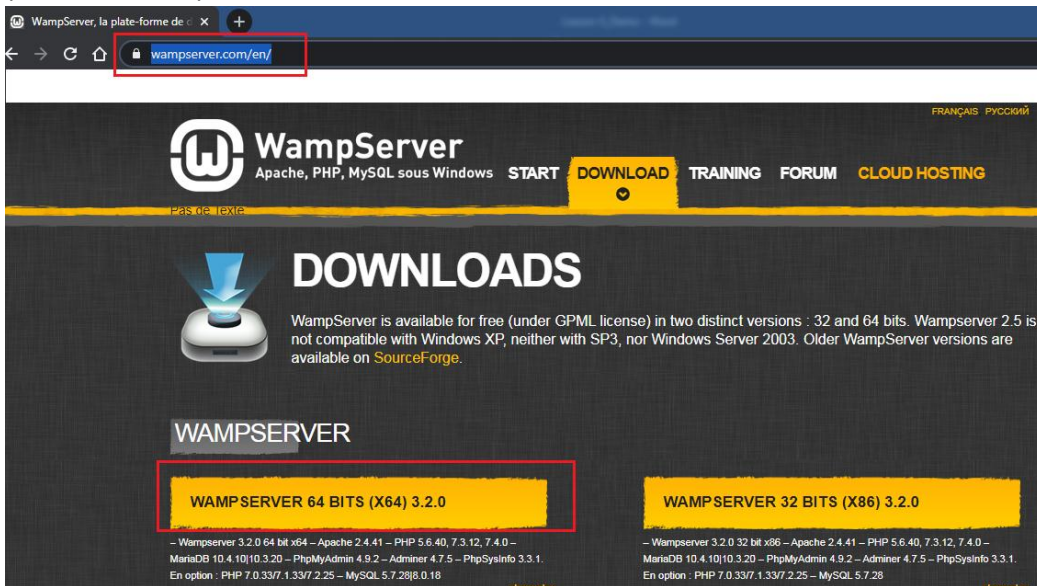 WampServer, la plate-forme de d
wampserver.com/en/
FRANÇAIS РУССКИЙ
WampServer
Apache, PHP, MySQL sous Windows
START DOWNLOAD TRAINING FORUM CLOUD HOSTING
Pas de Texte
DOWNLOADS
WampServer is available for free (under GPML license) in two distinct versions : 32 and 64 bits. Wampserver 2.5 is
not compatible with Windows XP, neither with SP3, nor Windows Server 2003. Older WampServer versions are
available on SourceForge.
WAMPSERVER
WAMPSERVER 64 BITS (X64) 3.2.0
– Wampserver 3.2.0 64 bit x64 – Apache 2.4.41 – PHP 5.6.40, 7.3.12, 7.4.0 –
MariaDB 10.4.10|10.3.20 – PhpMyAdmin 4.9.2 – Adminer 4.7.5 – PhpSysInfo 3.3.1.
En option : PHP 7.0.33/7.1.33/7.2.25 – MySQL 5.7.28|8.0.18
WAMPSERVER 32 BITS (X86) 3.2.0
– Wampserver 3.2.0 32 bit x86 – Apache 2.4.41 – PHP 5.6.40, 7.3.12, 7.4.0 –
MariaDB 10.4.10|10.3.20 – PhpMyAdmin 4.9.2 – Adminer 4.7.5 – PhpSysInfo 3.3.1.
En option : PHP 7.0.33/7.1.33/7.2.25 – MySQL 5.7.28